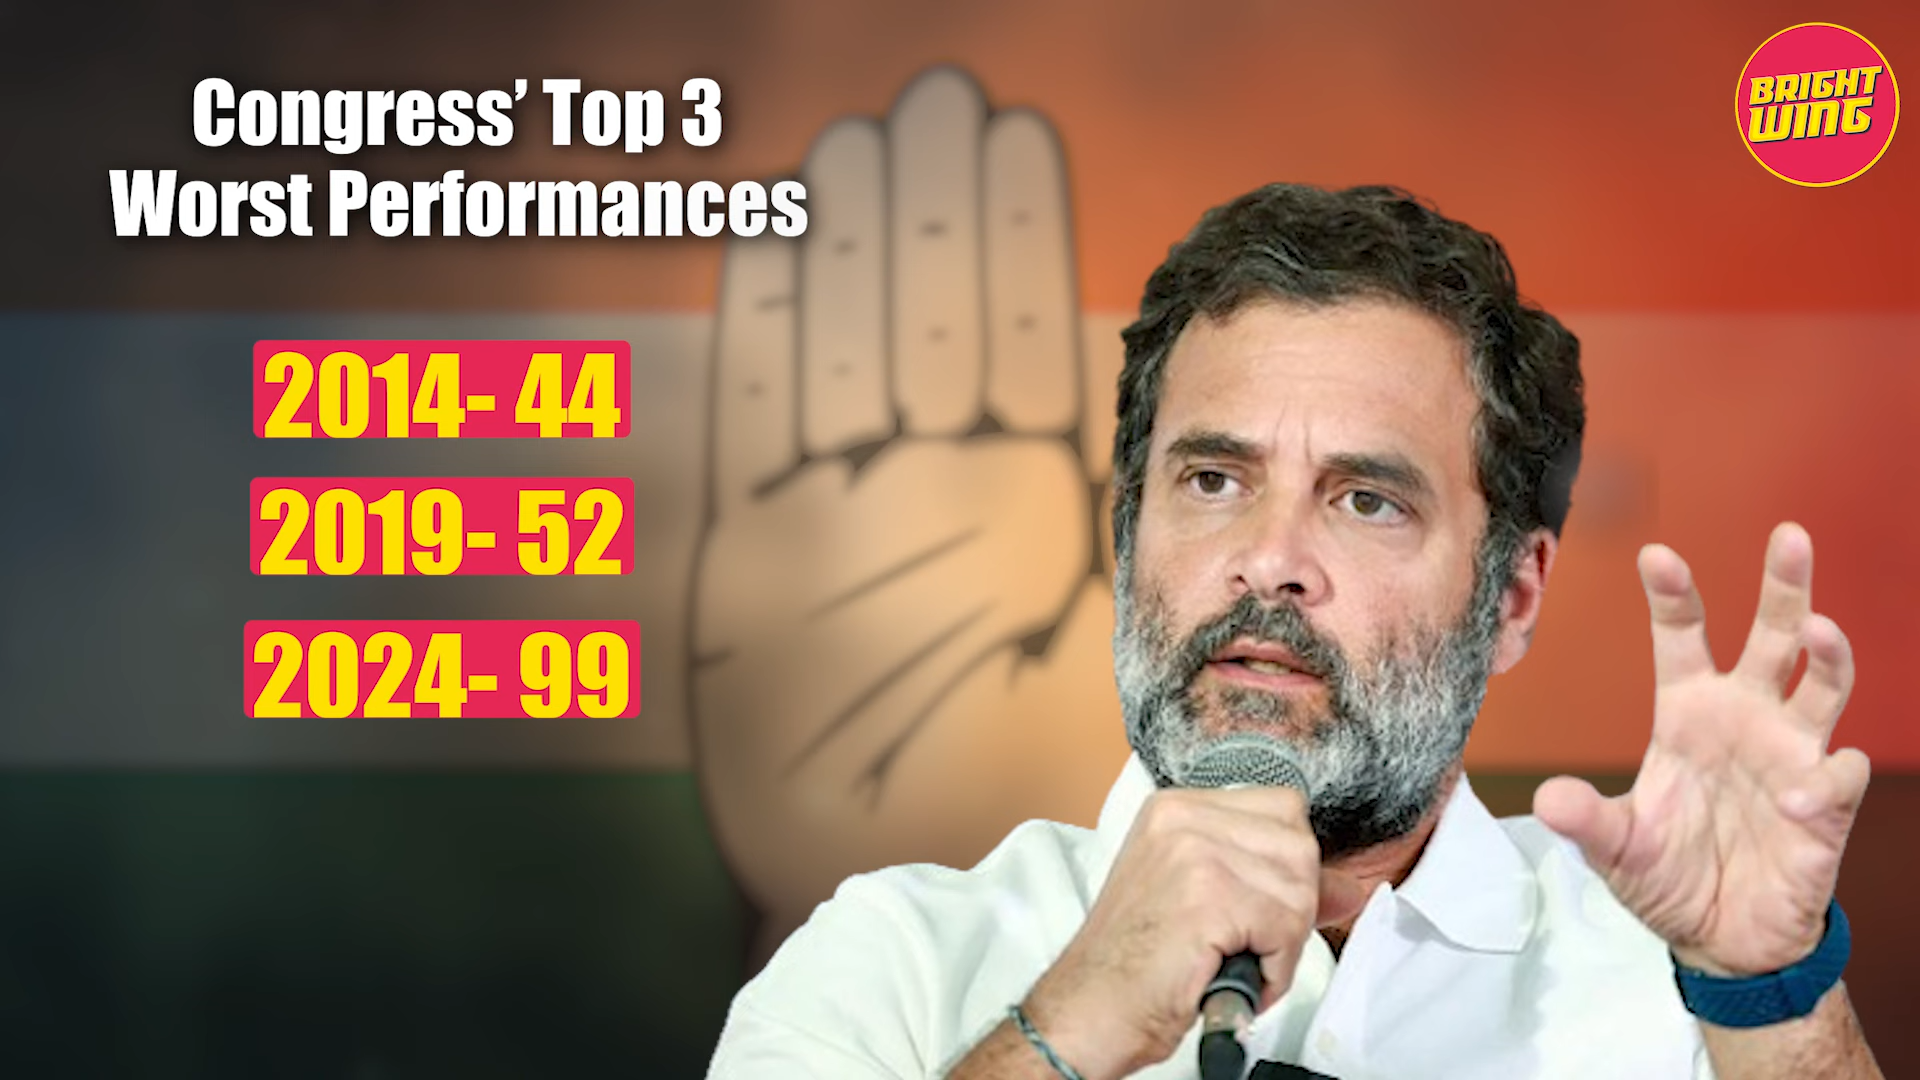 Congress’ Top 3
Worst Performances
2014- 44
2019- 52
2024- 99
BRIGHT
WING